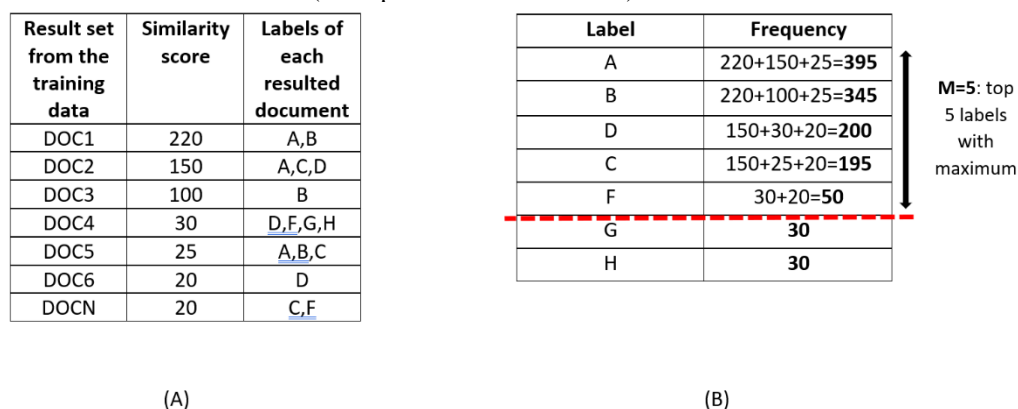 Result set from the training data | Similarity score | Labels of each resulted document
DOC1 | 220 | A,B
DOC2 | 150 | A,C,D
DOC3 | 100 | B
DOC4 | 30 | D,F,G,H
DOC5 | 25 | A,B,C
DOC6 | 20 | D
DOCN | 20 | C,F
(A)
Label | Frequency
A | 220+150+25=395
B | 220+100+25=345
D | 150+30+20=200
C | 150+25+20=195
F | 30+20=50
G | 30
H | 30
M=5: top
5 labels
with
maximum
(B)